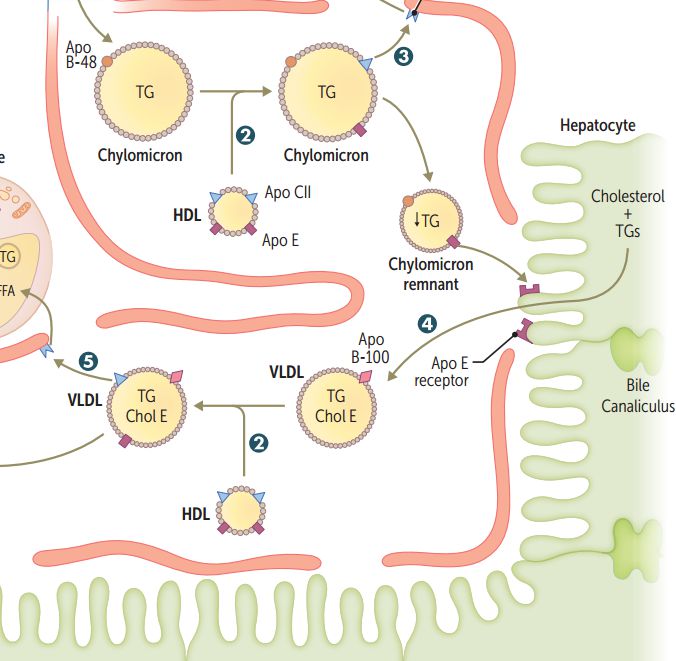 Apo
B-48
TG
Chylomicron
2
TG
Chylomicron
3
HDL
Apo CII
Apo E
↓TG
Chylomicron
remnant
Hepatocyte
Cholesterol
+
TGs
e
TG
FFA
4
Apo
B-100
Apo E
receptor
Bile
Canaliculus
5
VLDL
TG
Chol E
VLDL
TG
Chol E
2
HDL